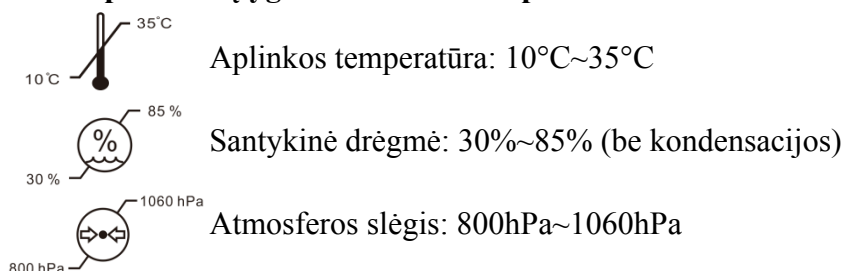 35°C
10°C
Aplinkos temperatūra: 10°C~35°C
85 %
%
30 %
Santykinė drėgmė: 30%~85% (be kondensacijos)
1060 hPa
800 hPa
Atmosferos slėgis: 800hPa~1060hPa